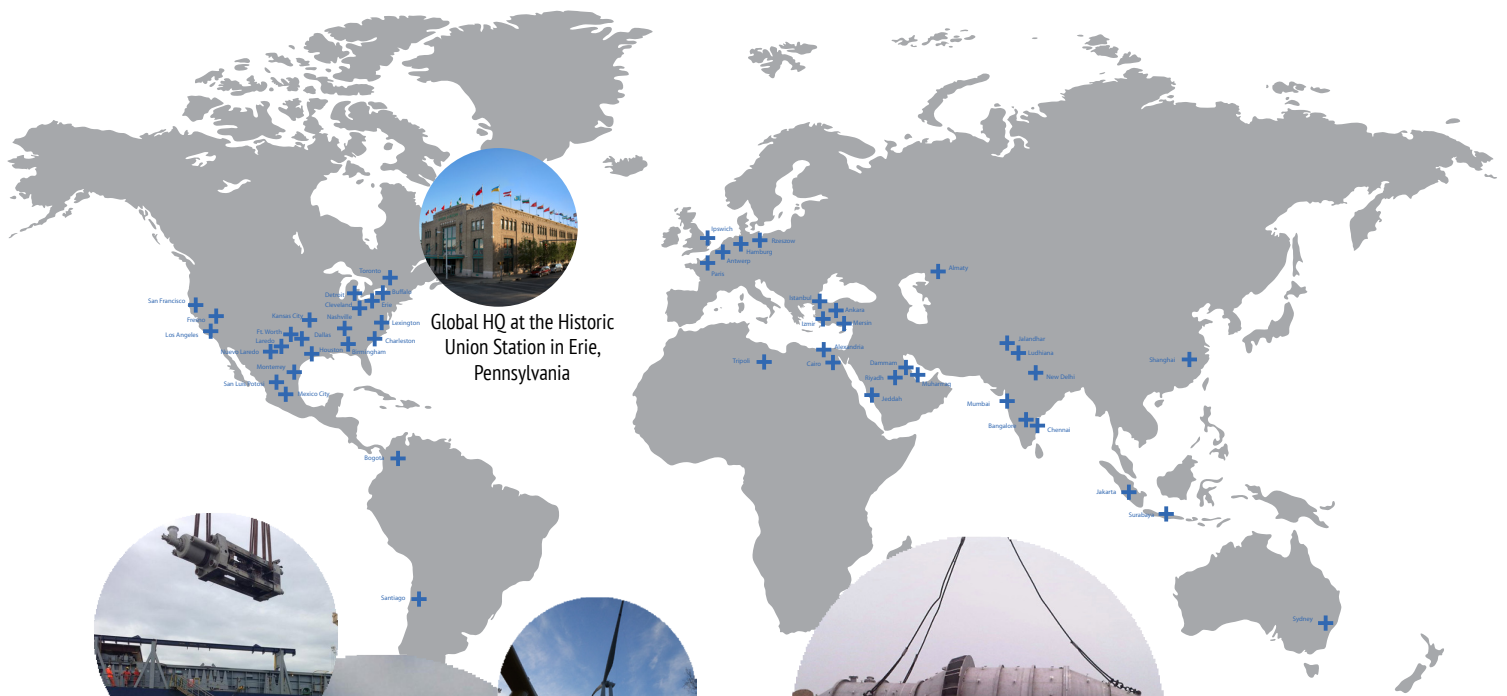 Ipswich
Rzeszow
Hamburg
Antwerp
Paris
Almaty
Toronto
Detroit
Buffalo
Cleveland
Erie
San Francisco
Fresno
Los Angeles
Kansas City
Nashville
Lexington
Ft. Worth
Dallas
Charleston
Laredo
Nuevo Laredo
Houston
Birmingham
Monterrey
San Luis Potosi
Mexico City
Global HQ at the Historic
Union Station in Erie,
Pennsylvania
Istanbul
Ankara
Izmir
Mersin
Alexandria
Tripoli
Cairo
Dammam
Riyadh
Muharraq
Jeddah
Jalandhar
Ludhiana
New Delhi
Shanghai
Mumbai
Bangalore
Chennai
Bogota
Jakarta
Surabaya
Santiago
Sydney